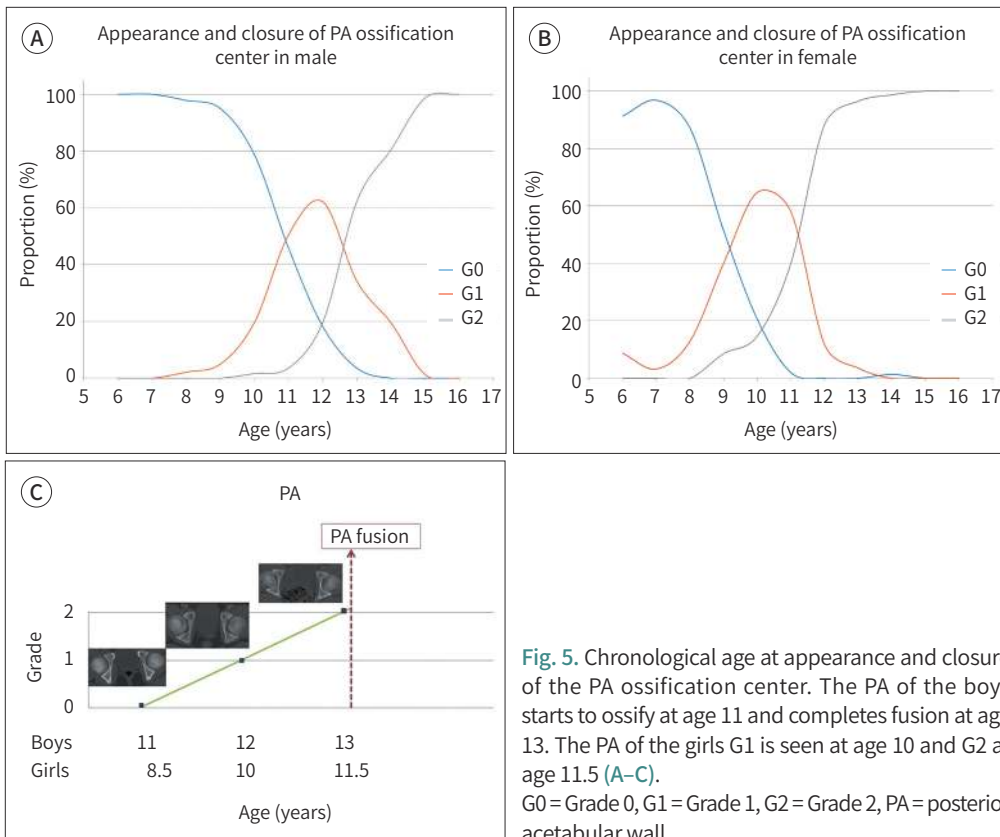 A
Appearance and closure of PA ossification
center in male
Proportion (%)
100
80
60
40
20
0
G0
G1
G2
5 6 7 8 9 10 11 12 13 14 15 16 17
Age (years)
B
Appearance and closure of PA ossification
center in female
Proportion (%)
100
80
60
40
20
0
G0
G1
G2
5 6 7 8 9 10 11 12 13 14 15 16 17
Age (years)
C
PA
PA fusion
Grade
2
1
0
Boys 11 12 13
Girls 8.5 10 11.5
Age (years)
Fig. 5. Chronological age at appearance and closur
of the PA ossification center. The PA of the boy
starts to ossify at age 11 and completes fusion at ag
13. The PA of the girls G1 is seen at age 10 and G2 a
age 11.5 (A–C).
G0 = Grade 0, G1 = Grade 1, G2 = Grade 2, PA = posterio
acetabular wall